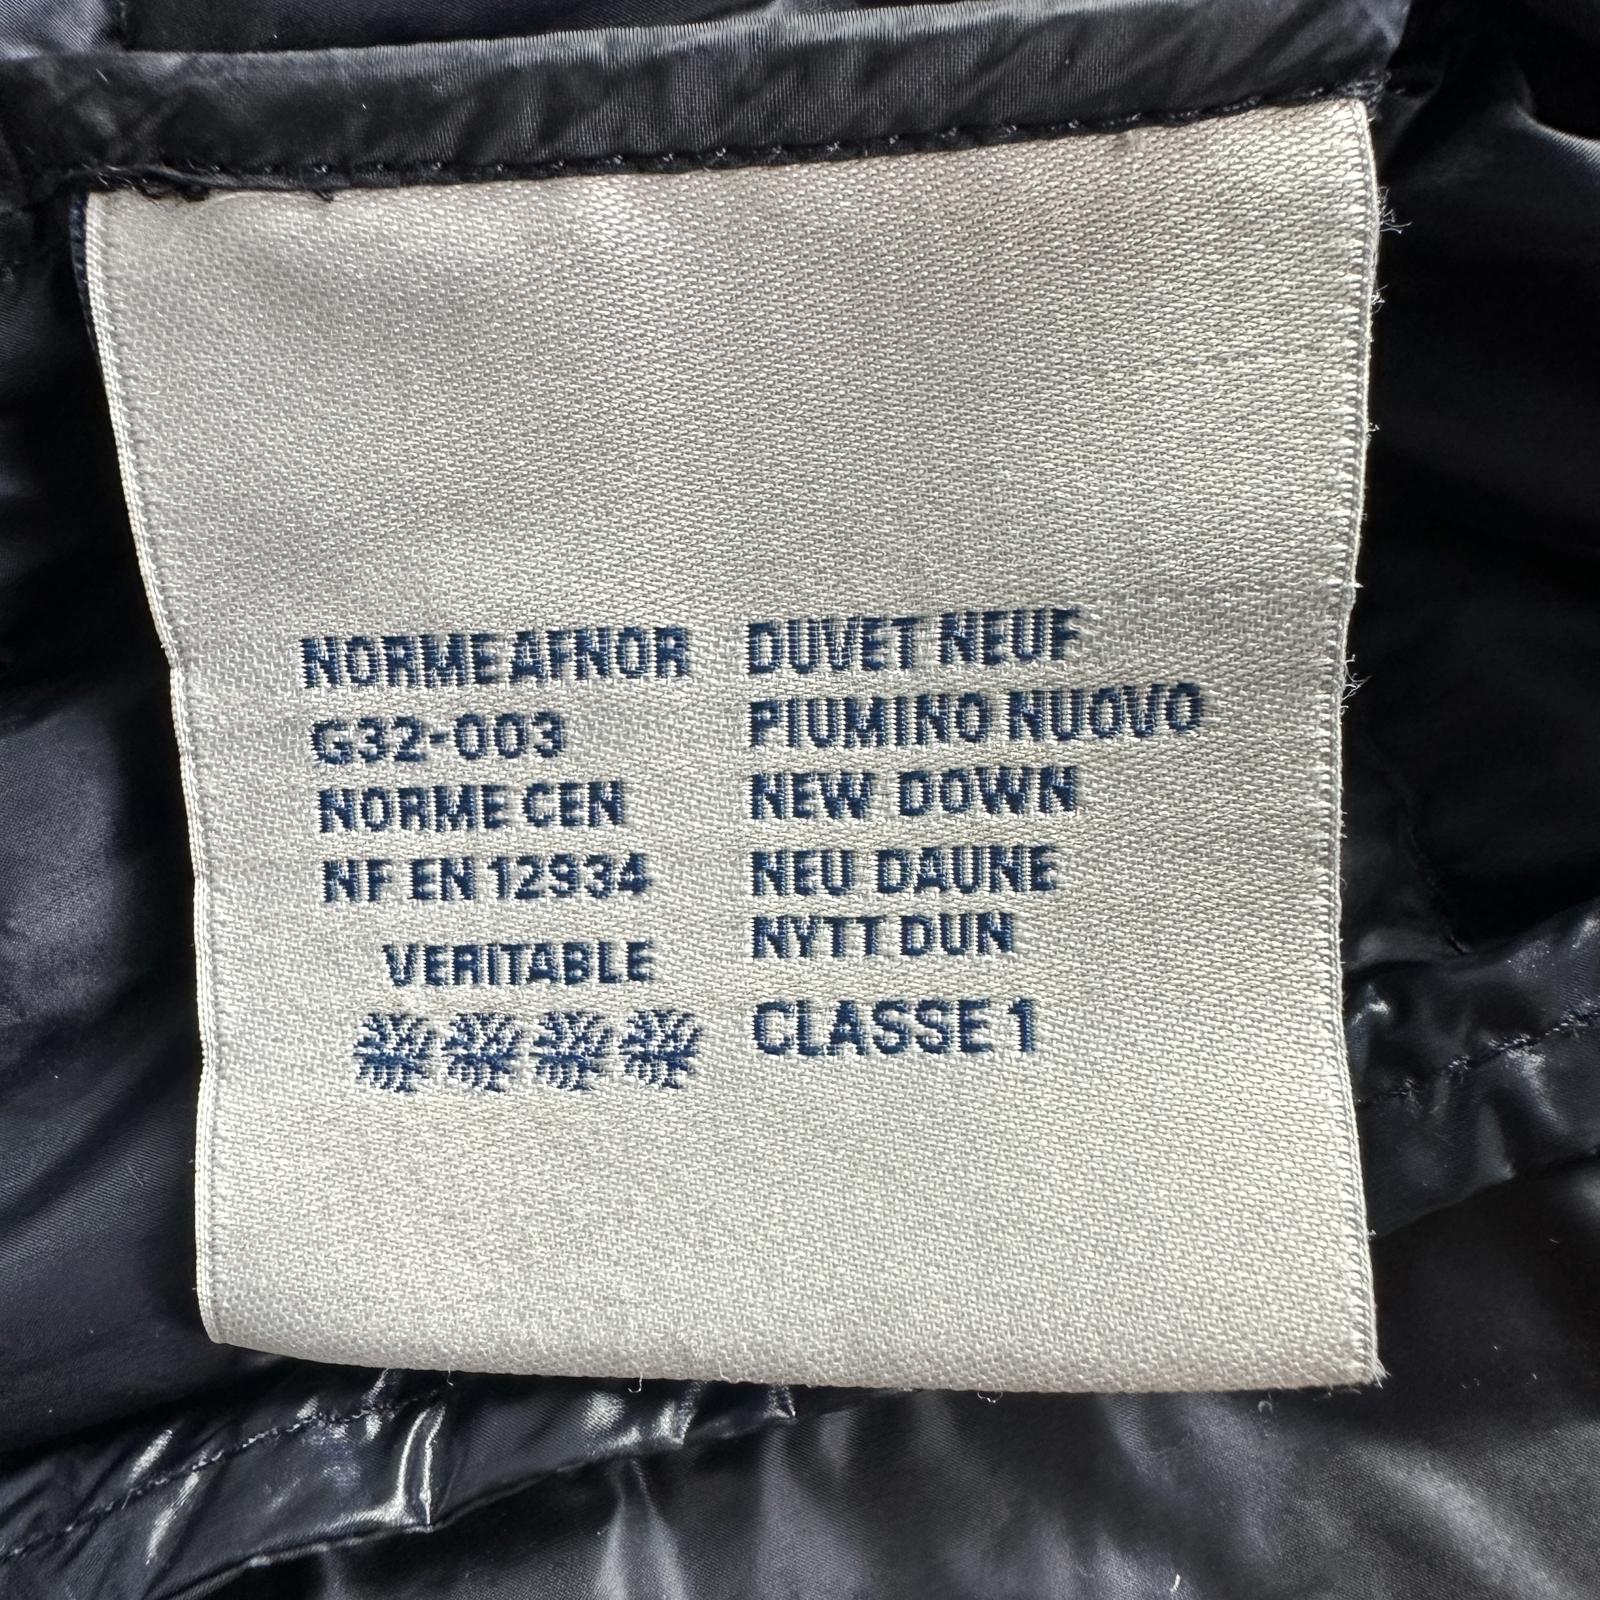 NORME AFNOR
G32-003
NORME CEN
NF EN 12934
VERITABLE
DUVET NEUF
PIUMINO NUOVO
NEW DOWN
NEU DAUNE
NYTT DUN
CLASSE 1